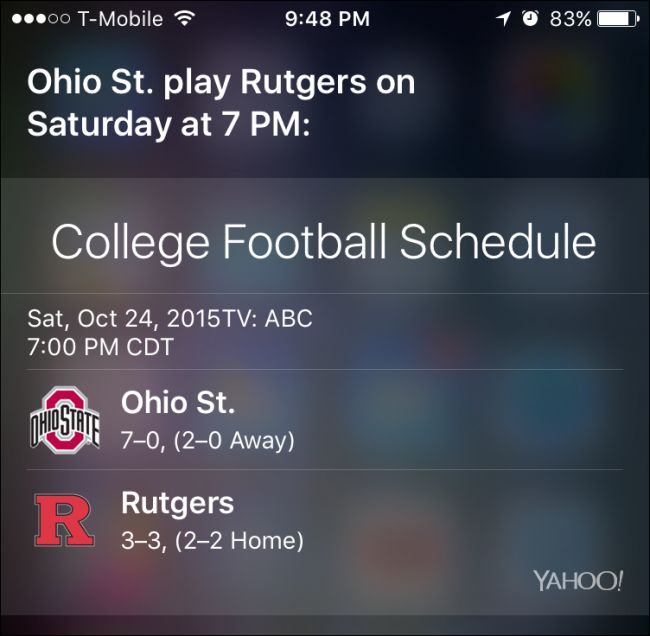 T-Mobile 9:48 PM 83%
Ohio St. play Rutgers on
Saturday at 7 PM:
College Football Schedule
Sat, Oct 24, 2015TV: ABC
7:00 PM CDT
OHIO STATE
Ohio St.
7–0, (2–0 Away)
R
Rutgers
3–3, (2–2 Home)
YAHOO!